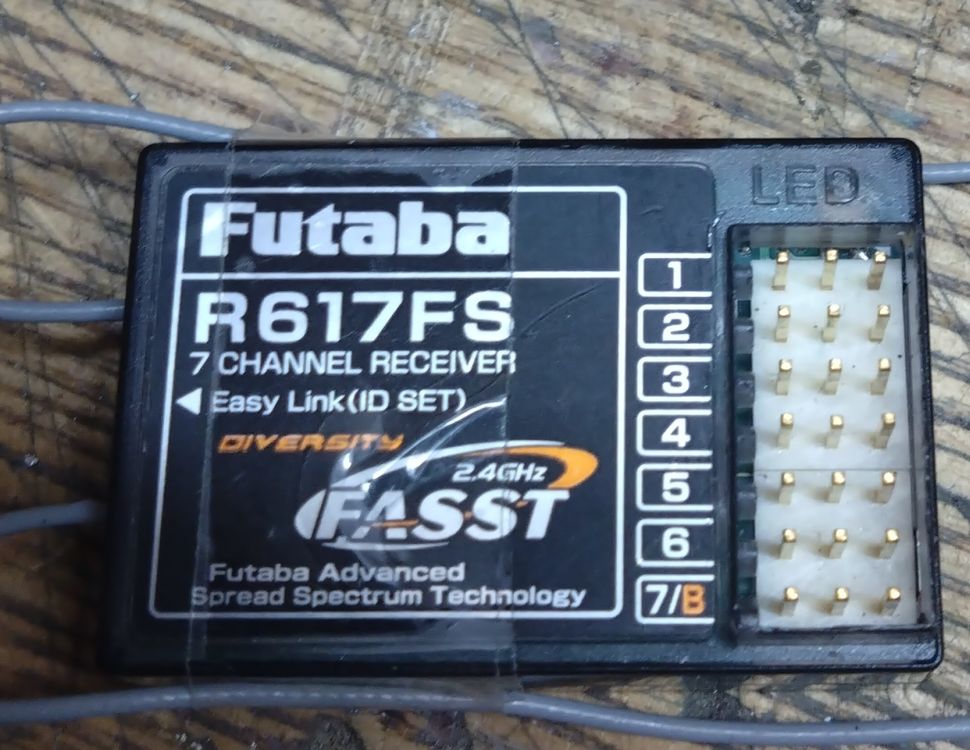 LED
Futaba
R617FS
7 CHANNEL RECEIVER
Easy Link(ID SET)
DIVERSITY
2.4GHz
FASST
Futaba Advanced
Spread Spectrum Technology
1
2
3
4
5
6
7/B